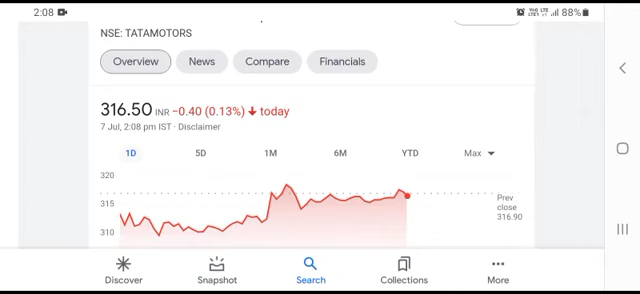 2:08
88%
NSE: TATAMOTORS
Overview News Compare Financials
316.50 INR −0.40 (0.13%) today
7 Jul, 2:08 pm IST · Disclaimer
1D 5D 1M 6M YTD Max
320
315
310
Prev
close
316.90
Discover Snapshot Search Collections More